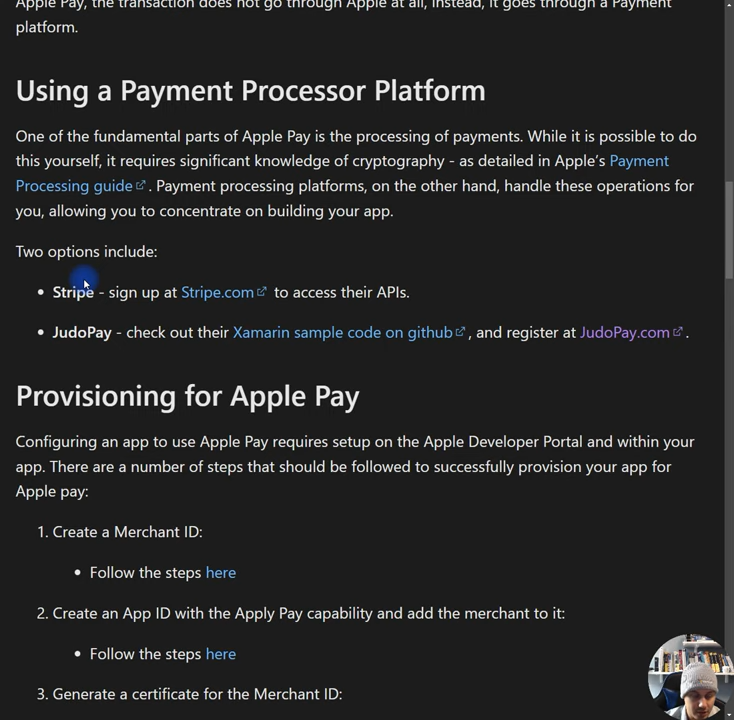 Apple Pay, the transaction does not go through Apple at all, instead, it goes through a Payment
platform.
Using a Payment Processor Platform
One of the fundamental parts of Apple Pay is the processing of payments. While it is possible to do
this yourself, it requires significant knowledge of cryptography - as detailed in Apple’s Payment
Processing guide. Payment processing platforms, on the other hand, handle these operations for
you, allowing you to concentrate on building your app.
Two options include:
• Stripe - sign up at Stripe.com to access their APIs.
• JudoPay - check out their Xamarin sample code on github, and register at JudoPay.com.
Provisioning for Apple Pay
Configuring an app to use Apple Pay requires setup on the Apple Developer Portal and within your
app. There are a number of steps that should be followed to successfully provision your app for
Apple pay:
1. Create a Merchant ID:
• Follow the steps here
2. Create an App ID with the Apply Pay capability and add the merchant to it:
• Follow the steps here
3. Generate a certificate for the Merchant ID: